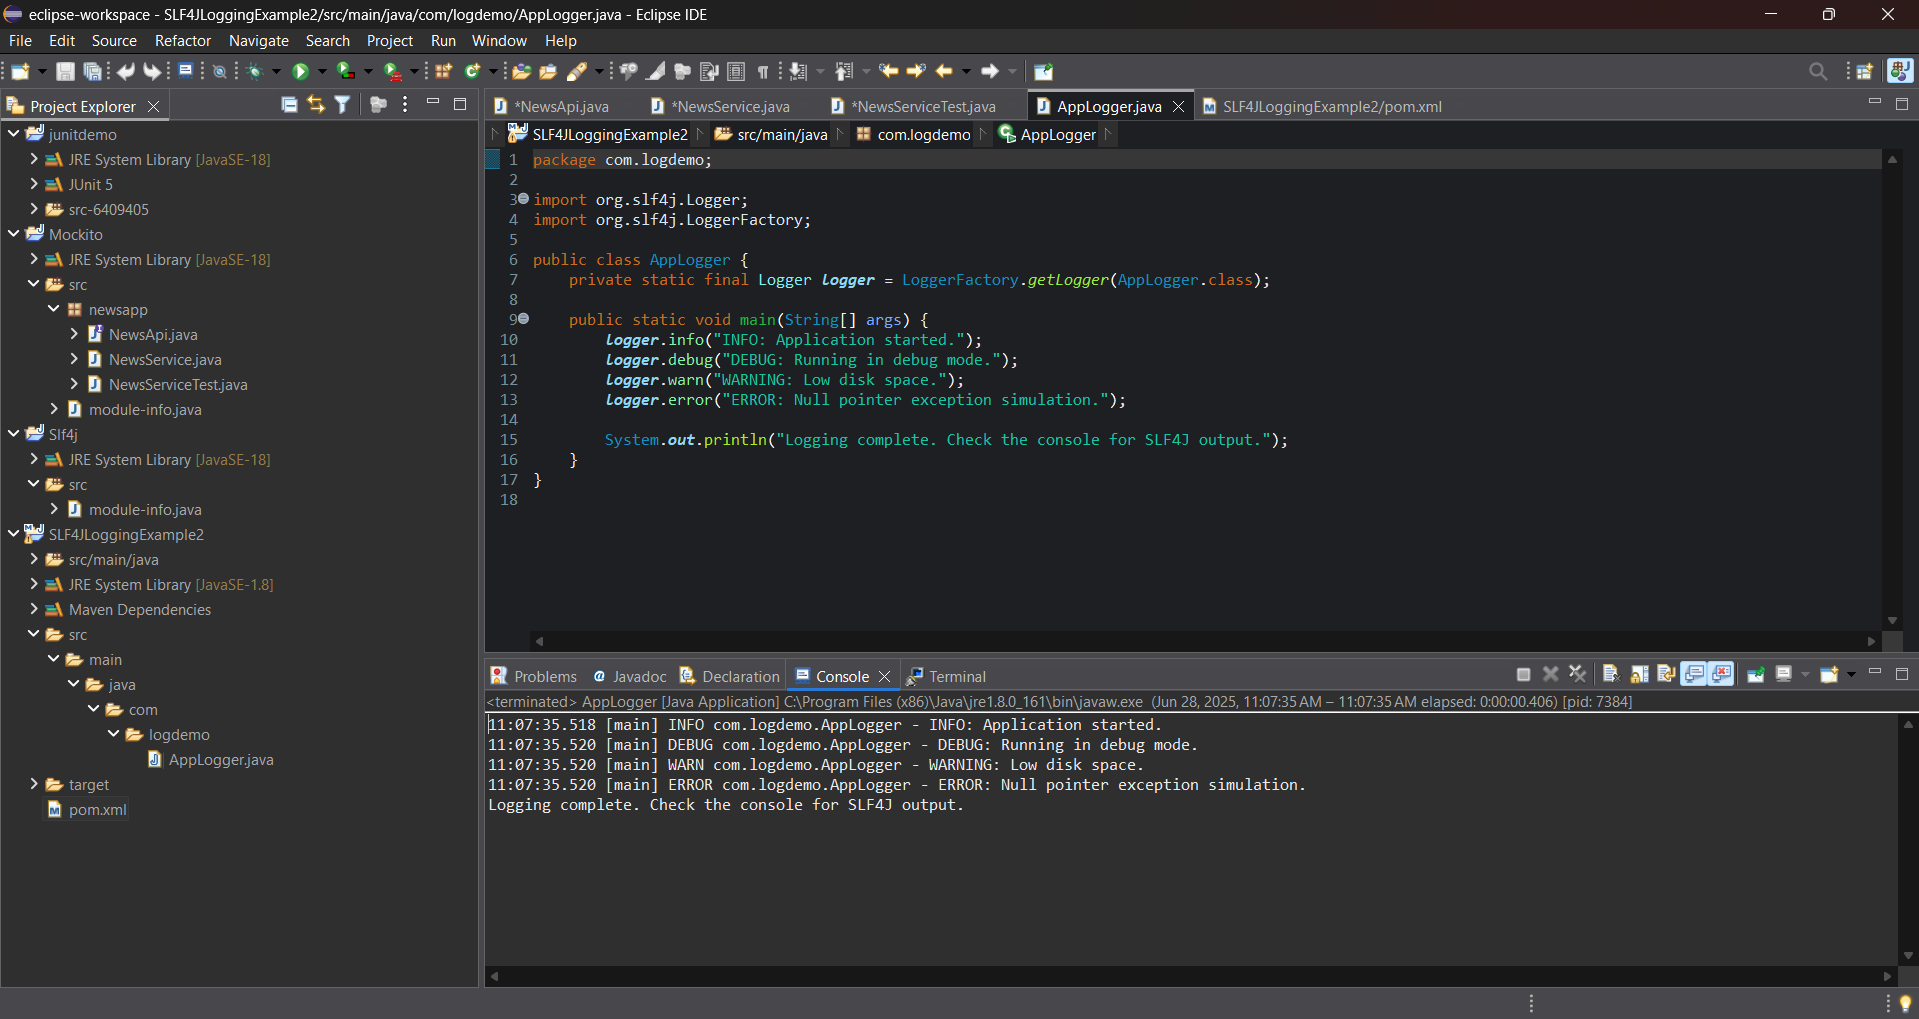 eclipse-workspace - SLF4JLoggingExample2/src/main/java/com/logdemo/AppLogger.java - Eclipse IDE
File Edit Source Refactor Navigate Search Project Run Window Help
Project Explorer
junitdemo
JRE System Library [JavaSE-18]
JUnit 5
src-6409405
Mockito
JRE System Library [JavaSE-18]
src
newsapp
NewsApi.java
NewsService.java
NewsServiceTest.java
module-info.java
Slf4j
JRE System Library [JavaSE-18]
src
module-info.java
SLF4JLoggingExample2
src/main/java
JRE System Library [JavaSE-1.8]
Maven Dependencies
src
main
java
com
logdemo
AppLogger.java
target
pom.xml
*NewsApi.java *NewsService.java *NewsServiceTest.java AppLogger.java SLF4JLoggingExample2/pom.xml
SLF4JLoggingExample2 src/main/java com.logdemo AppLogger
1 package com.logdemo;
2
3 import org.slf4j.Logger;
4 import org.slf4j.LoggerFactory;
5
6 public class AppLogger {
7     private static final Logger logger = LoggerFactory.getLogger(AppLogger.class);
8
9     public static void main(String[] args) {
10         logger.info("INFO: Application started.");
11         logger.debug("DEBUG: Running in debug mode.");
12         logger.warn("WARNING: Low disk space.");
13         logger.error("ERROR: Null pointer exception simulation.");
14
15         System.out.println("Logging complete. Check the console for SLF4J output.");
16     }
17 }
18
Problems Javadoc Declaration Console Terminal
<terminated> AppLogger [Java Application] C:\Program Files (x86)\Java\jre1.8.0_161\bin\javaw.exe (Jun 28, 2025, 11:07:35 AM – 11:07:35 AM elapsed: 0:00:00.406) [pid: 7384]
11:07:35.518 [main] INFO com.logdemo.AppLogger - INFO: Application started.
11:07:35.520 [main] DEBUG com.logdemo.AppLogger - DEBUG: Running in debug mode.
11:07:35.520 [main] WARN com.logdemo.AppLogger - WARNING: Low disk space.
11:07:35.520 [main] ERROR com.logdemo.AppLogger - ERROR: Null pointer exception simulation.
Logging complete. Check the console for SLF4J output.